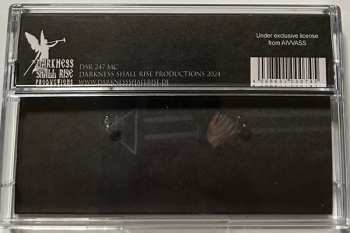 DARKNESS
SHALL RISE
PRODUCTIONS
DSR 247 MC
DARKNESS SHALL RISE PRODUCTIONS 2024
WWW.DARKNESSSHALLRISE.DE
Under exclusive license
from AIWASS